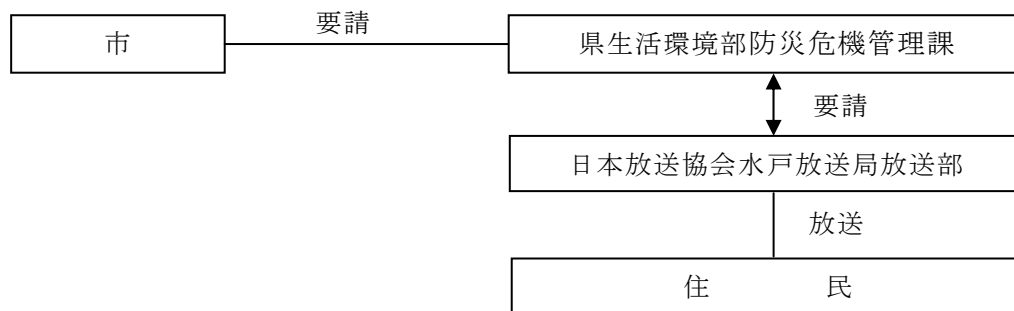 市
要請
県生活環境部防災危機管理課
要請
日本放送協会水戸放送局放送部
放送
住　　　民